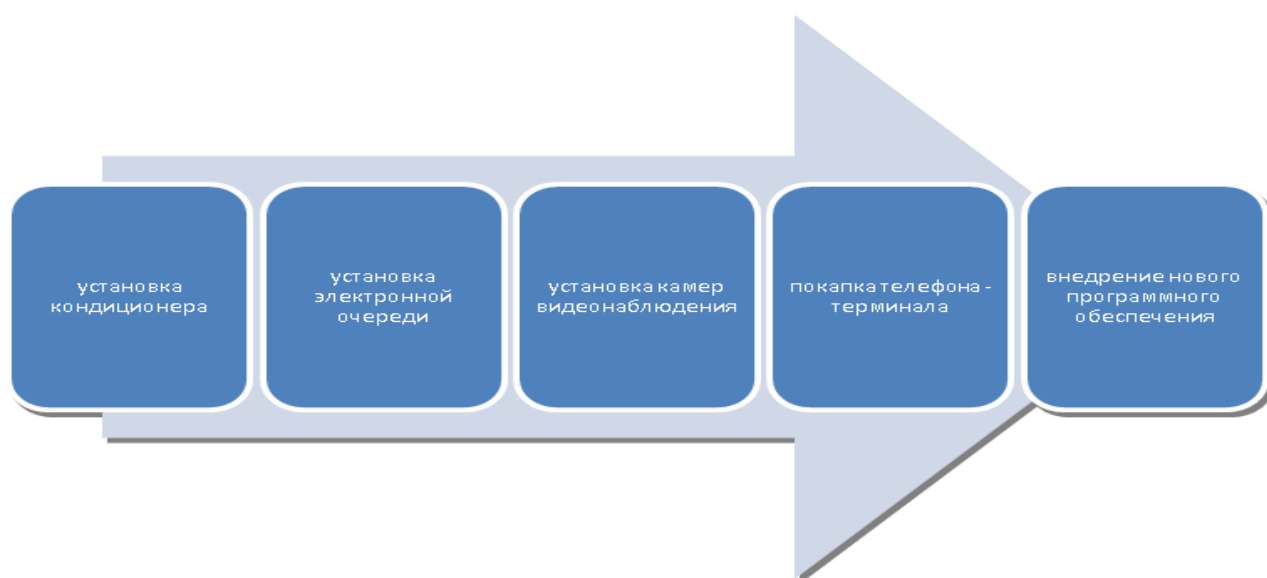 установка
кондиционера
установка
электронной
очереди
установка камер
видеонаблюдения
покапка телефона-
терминала
внедрение нового
программного
обеспечения